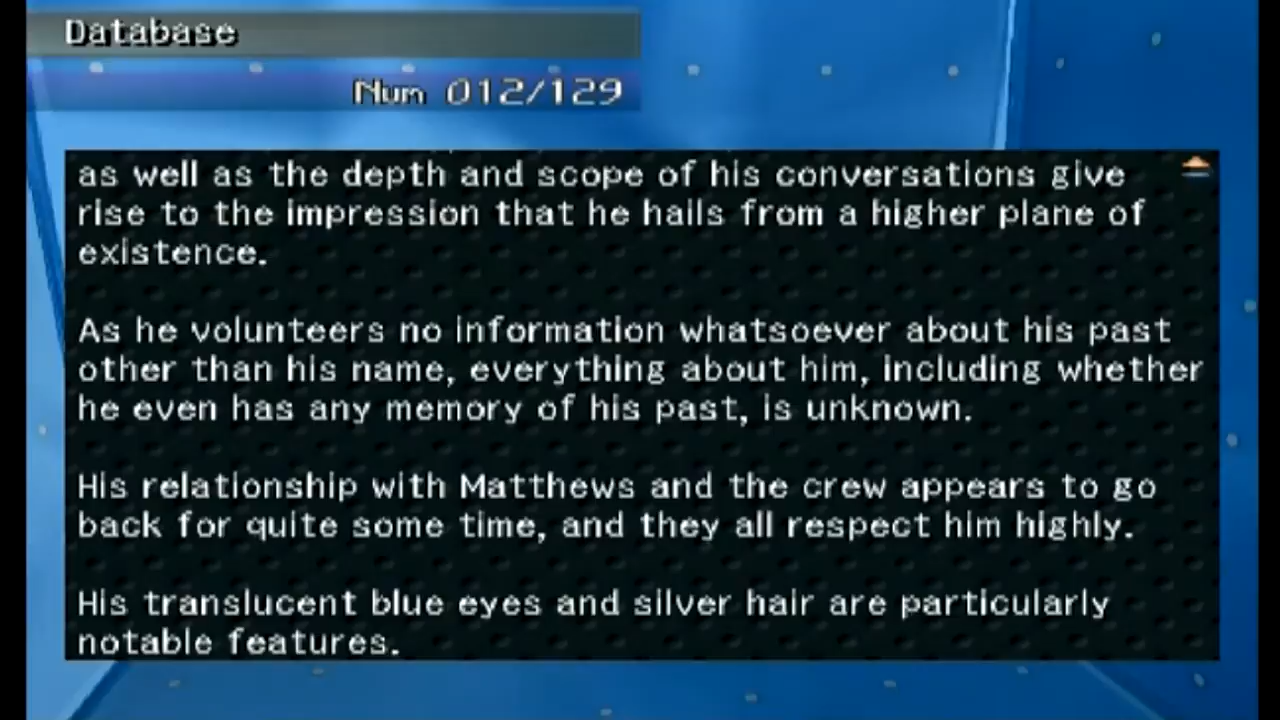 Database
Num 012/129
as well as the depth and scope of his conversations give
rise to the impression that he hails from a higher plane of
existence.
As he volunteers no information whatsoever about his past
other than his name, everything about him, including whether
he even has any memory of his past, is unknown.
His relationship with Matthews and the crew appears to go
back for quite some time, and they all respect him highly.
His translucent blue eyes and silver hair are particularly
notable features.